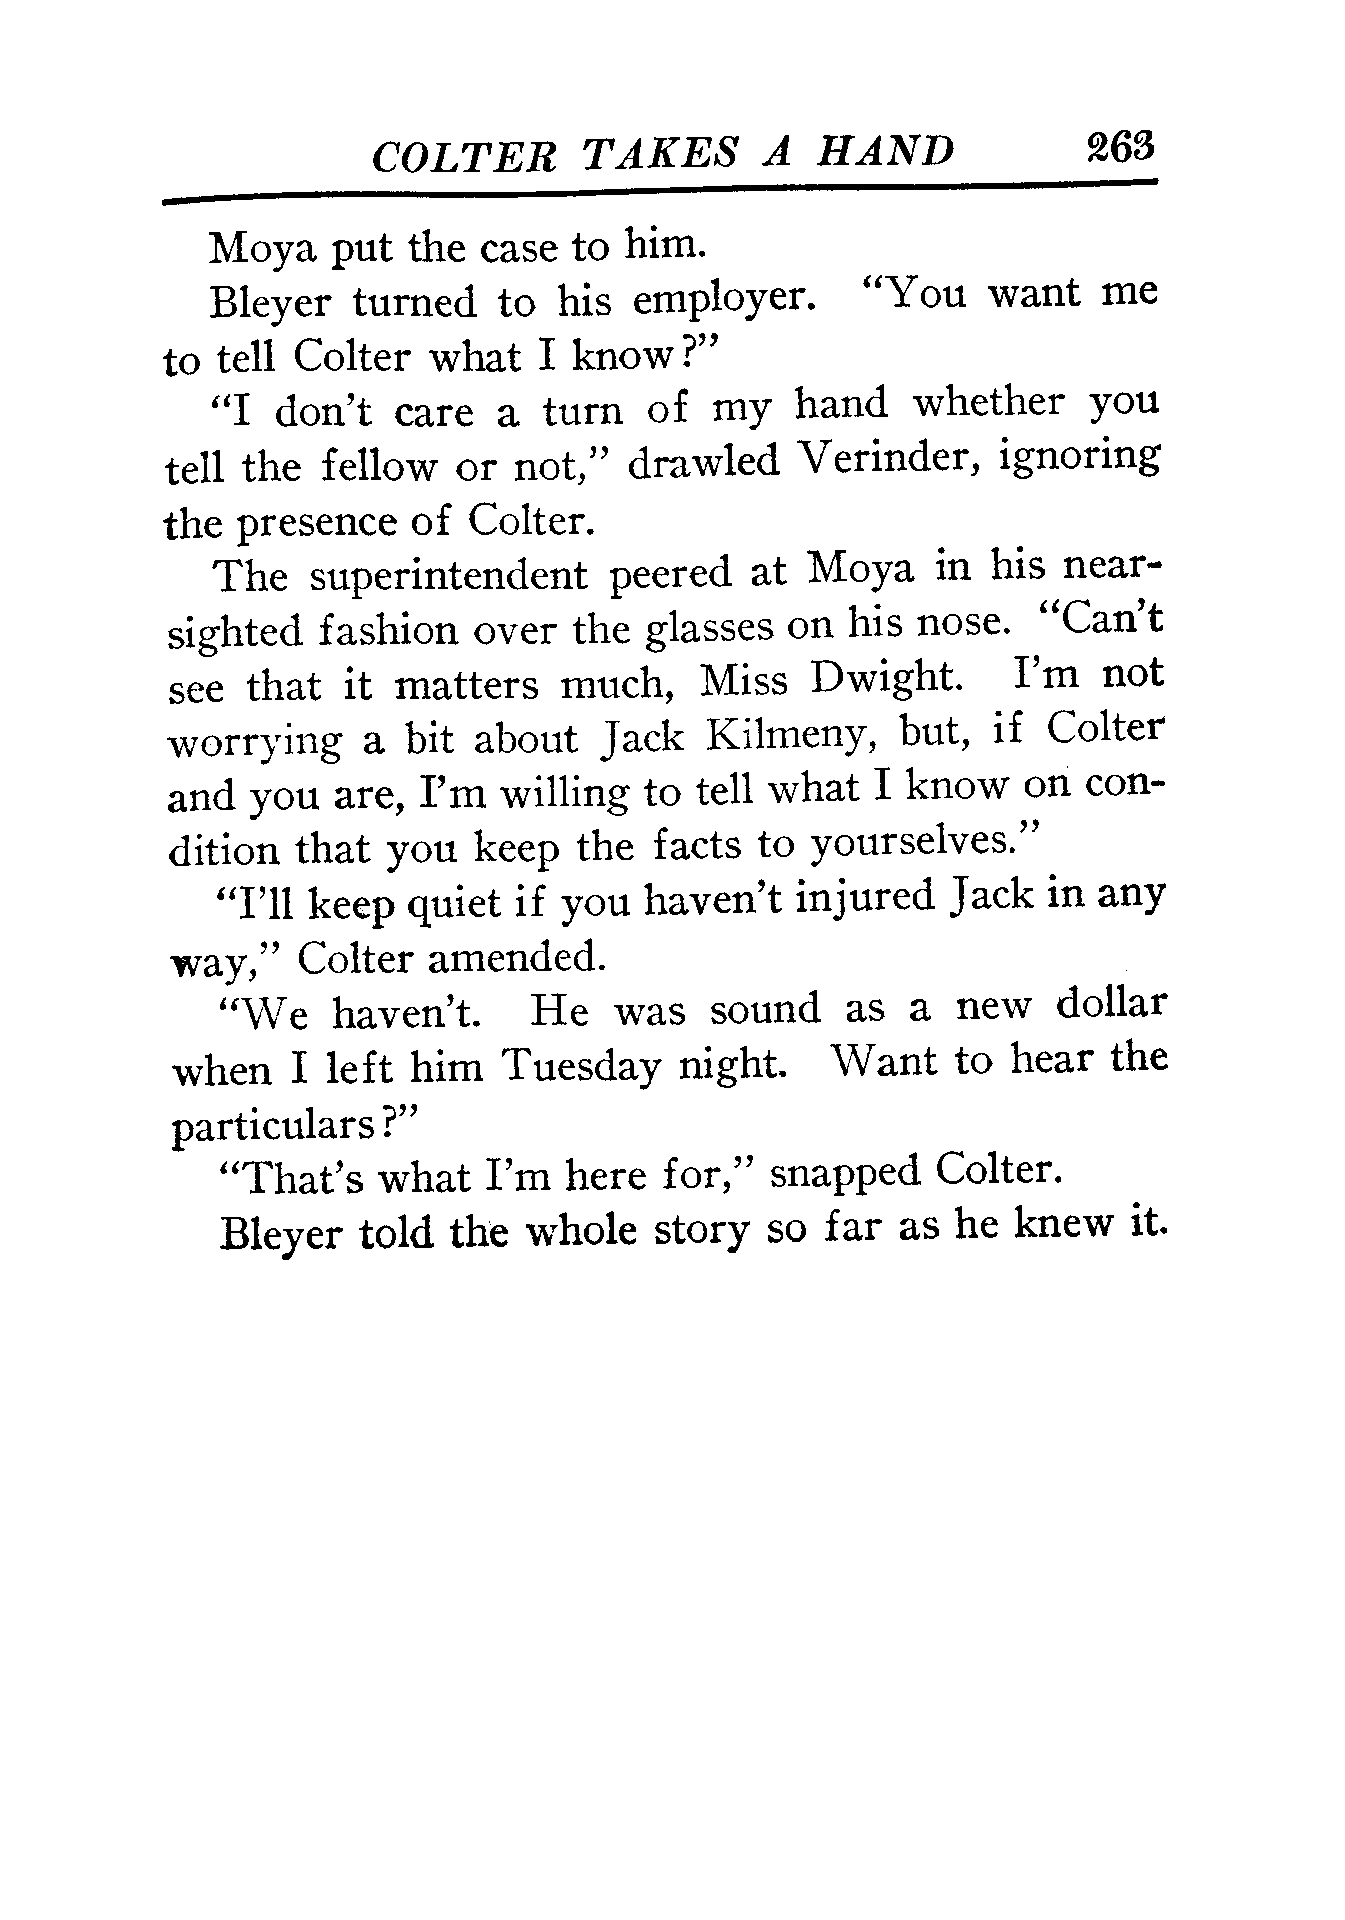 COLTER TAKES A HAND 263
Moya put the case to him.
Bleyer turned to his employer. “You want me
to tell Colter what I know?”
“I don’t care a turn of my hand whether you
tell the fellow or not,” drawled Verinder, ignoring
the presence of Colter.
The superintendent peered at Moya in his near-
sighted fashion over the glasses on his nose. “Can’t
see that it matters much, Miss Dwight. I’m not
worrying a bit about Jack Kilmeny, but, if Colter
and you are, I’m willing to tell what I know on con-
dition that you keep the facts to yourselves.”
“I’ll keep quiet if you haven’t injured Jack in any
way,” Colter amended.
“We haven’t. He was sound as a new dollar
when I left him Tuesday night. Want to hear the
particulars?”
“That’s what I’m here for,” snapped Colter.
Bleyer told the whole story so far as he knew it.